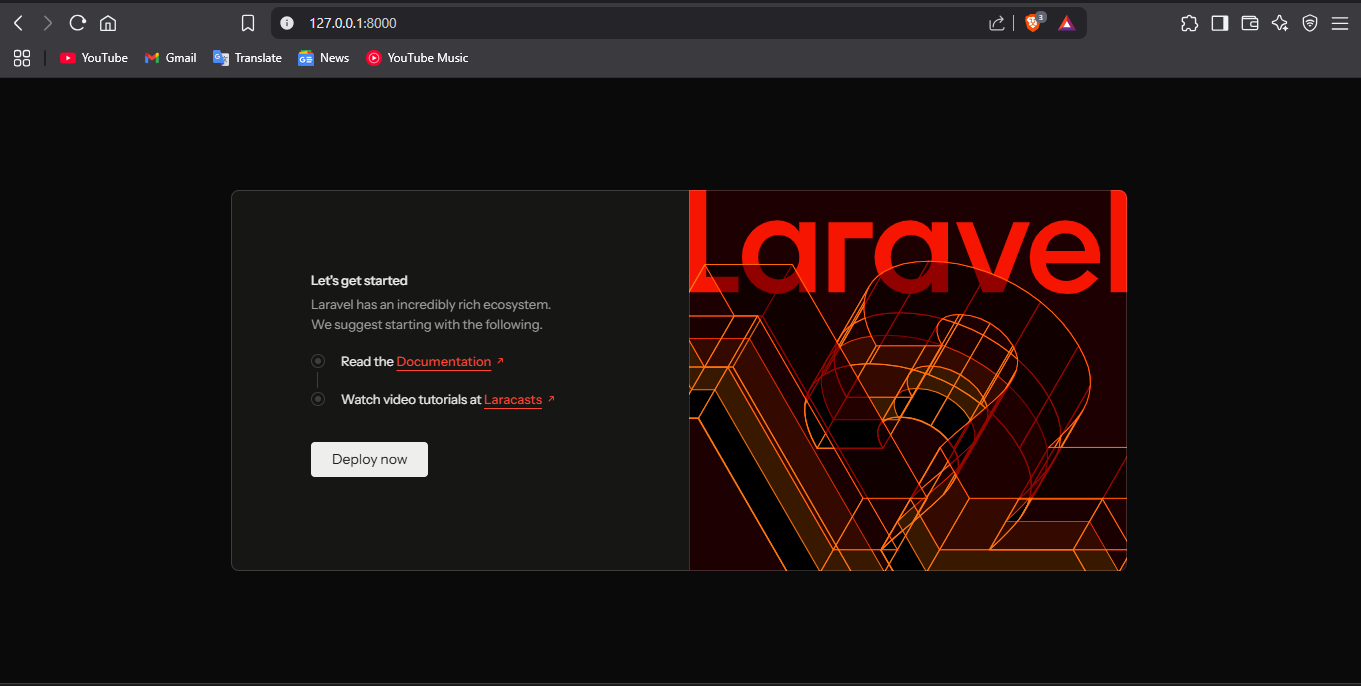 127.0.0.1:8000
3
YouTube
Gmail
Translate
News
YouTube Music
Laravel
Let's get started
Laravel has an incredibly rich ecosystem.
We suggest starting with the following.
Read the Documentation
Watch video tutorials at Laracasts
Deploy now